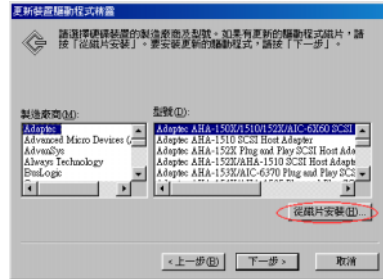 更新裝置驅動程式精靈
請選擇硬碟裝置的製造廠商及型號。如果有更新的驅動程式磁片，請
按「從磁片安裝」。要安裝更新的驅動程式，請按「下一步」。
製造廠商(M):
型號(D):
Adaptec
Advanced Micro Devices (
AdvanSys
Always Technology
BusLogic
Adaptec AHA-150X/1510/152X/AIC-6X60 SCSI
Adaptec AHA-1510 SCSI Host Adapter
Adaptec AHA-152X Plug and Play SCSI Host Ada
Adaptec AHA-152X/AHA-1510 SCSI Host Adapt
Adaptec AHA-153X/AIC-6370 Plug and Play SCS
從磁片安裝(H)...
<上一步(B)
下一步 >
取消